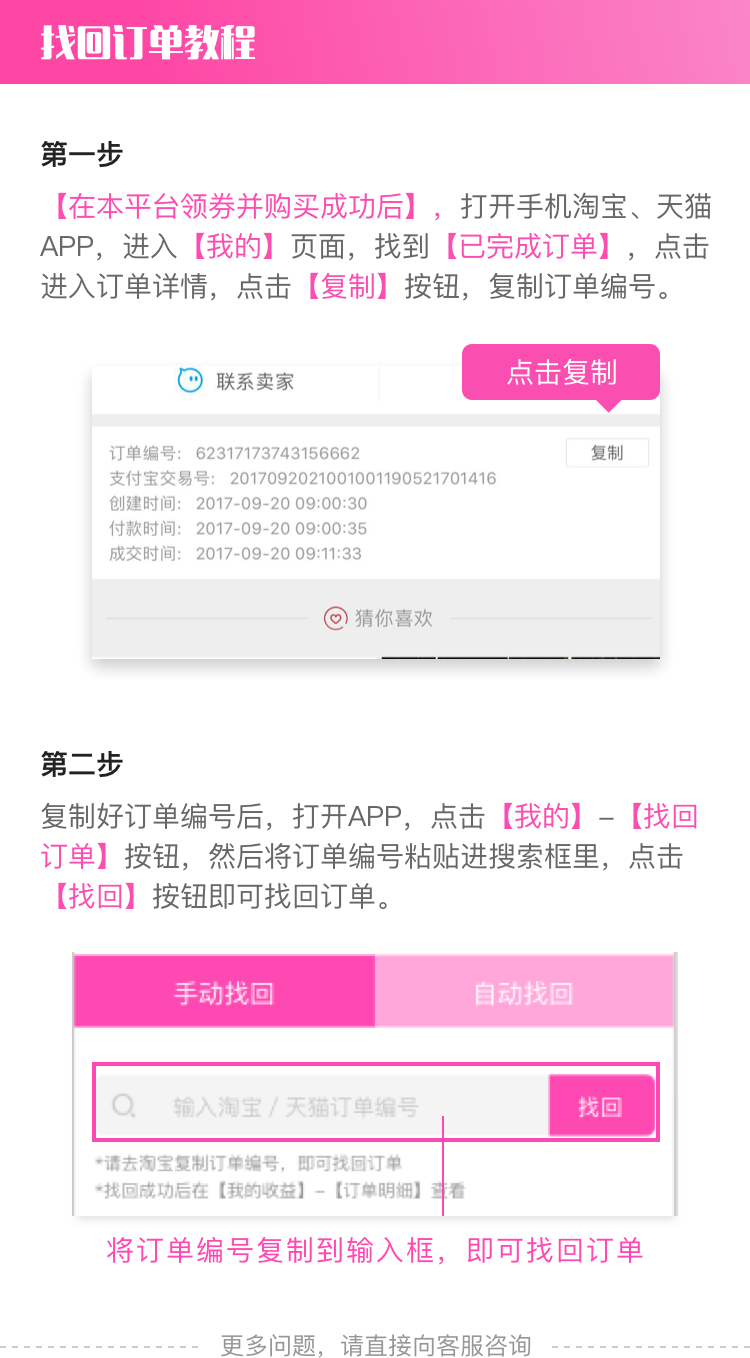 找回订单教程
第一步
【在本平台领券并购买成功后】，打开手机淘宝、天猫
APP，进入【我的】页面，找到【已完成订单】，点击
进入订单详情，点击【复制】按钮，复制订单编号。
点击复制
联系卖家
订单编号: 62317173743156662
复制
支付宝交易号: 2017092021001001190521701416
创建时间: 2017-09-20 09:00:30
付款时间: 2017-09-20 09:00:35
成交时间: 2017-09-20 09:11:33
猜你喜欢
第二步
复制好订单编号后，打开APP，点击【我的】–【找回
订单】按钮，然后将订单编号粘贴进搜索框里，点击
【找回】按钮即可找回订单。
手动找回 自动找回
输入淘宝 / 天猫订单编号 找回
*请去淘宝复制订单编号，即可找回订单
*找回成功后在【我的收益】–【订单明细】查看
将订单编号复制到输入框，即可找回订单
更多问题，请直接向客服咨询